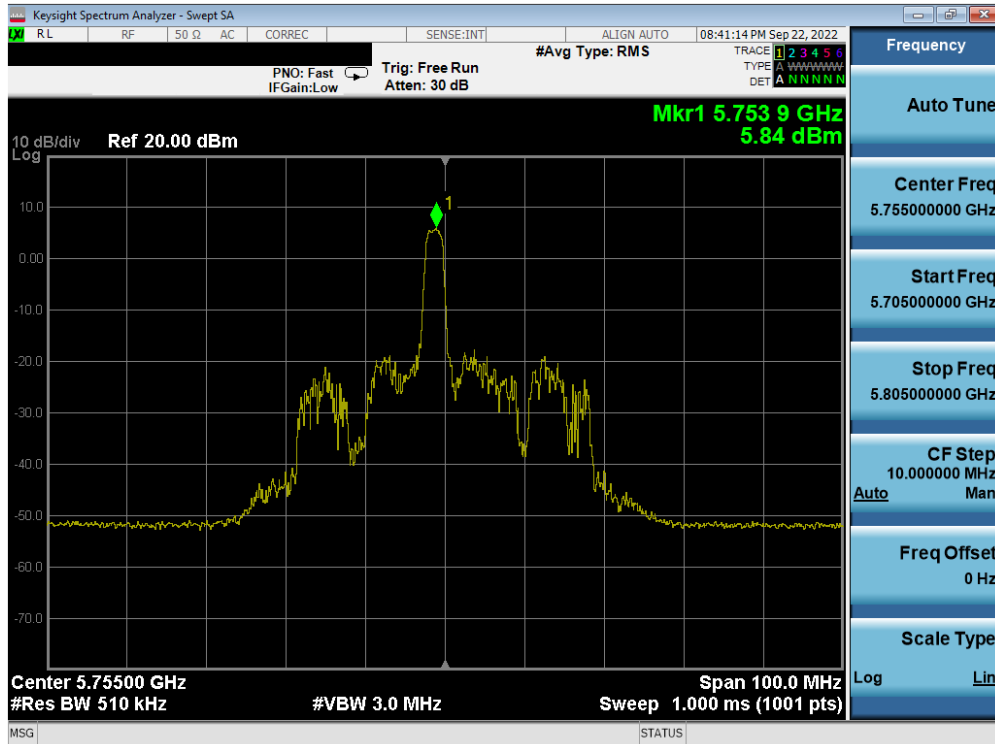 Keysight Spectrum Analyzer - Swept SA
LXI RL RF 50 Ω AC CORREC SENSE:INT ALIGN AUTO 08:41:14 PM Sep 22, 2022
#Avg Type: RMS
TRACE 1 2 3 4 5 6
TYPE A WWWWW
DET A N N N N N
PNO: Fast
IFGain:Low
Trig: Free Run
Atten: 30 dB
Mkr1 5.753 9 GHz
5.84 dBm
10 dB/div
Log
Ref 20.00 dBm
1
10.0
0.00
-10.0
-20.0
-30.0
-40.0
-50.0
-60.0
-70.0
Center 5.75500 GHz
Span 100.0 MHz
#Res BW 510 kHz
#VBW 3.0 MHz
Sweep 1.000 ms (1001 pts)
MSG
STATUS
Frequency
Auto Tune
Center Freq
5.755000000 GHz
Start Freq
5.705000000 GHz
Stop Freq
5.805000000 GHz
CF Step
10.000000 MHz
Auto Man
Freq Offset
0 Hz
Scale Type
Log Lin